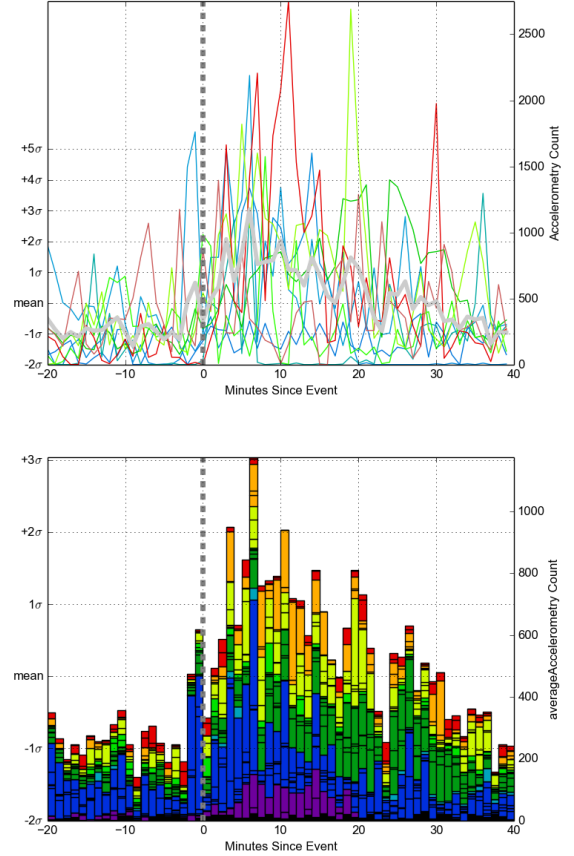 2500
2000
+5σ
1500
+4σ
+3σ
1000
+2σ
1σ
mean
500
-1σ
-2σ
0
-20
-10
0
10
20
30
40
Minutes Since Event
Accelerometry Count
+3σ
1000
+2σ
800
1σ
600
mean
400
-1σ
200
-2σ
0
-20
-10
0
10
20
30
40
Minutes Since Event
averageAccelerometry Count